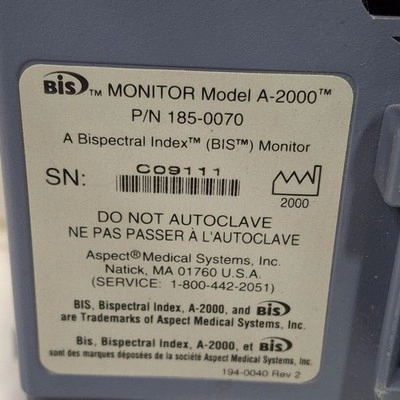 BIS™ MONITOR Model A-2000™
P/N 185-0070
A Bispectral Index™ (BIS™) Monitor
SN: C09111
2000
DO NOT AUTOCLAVE
NE PAS PASSER À L'AUTOCLAVE
Aspect® Medical Systems, Inc.
Natick, MA 01760 U.S.A.
(SERVICE: 1-800-442-2051)
BIS, Bispectral Index, A-2000, and BIS
are Trademarks of Aspect Medical Systems, Inc.
Bis, Bispectral Index, A-2000, et BIS
sont des marques déposées de la société Aspect Medical Systems, Inc.
194-0040 Rev 2